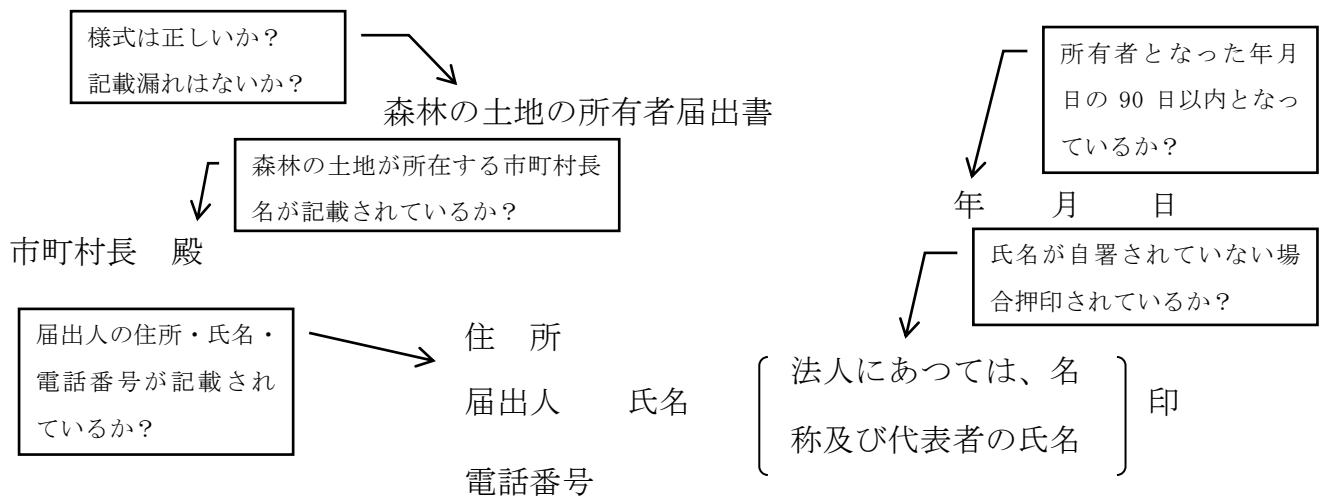 様式は正しいか？
記載漏れはないか？
所有者となった年月
日の 90 日以内となっ
ているか？
森林の土地の所有者届出書
森林の土地が所在する市町村長
名が記載されているか？
年　　月　　日
市町村長　殿
氏名が自署されていない場
合押印されているか？
届出人の住所・氏名・
電話番号が記載され
ているか？
住　所
届出人　　氏名
法人にあつては、名
称及び代表者の氏名
印
電話番号